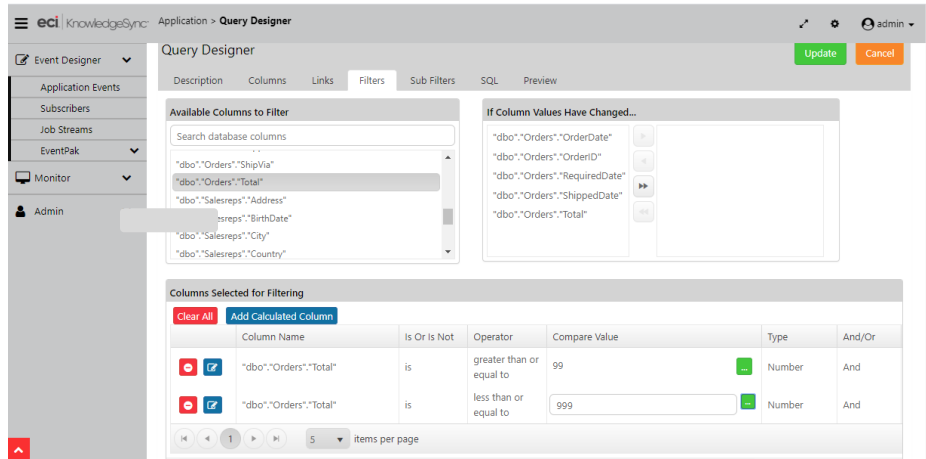 eci KnowledgeSync Application > Query Designer admin
Event Designer
Application Events
Subscribers
Job Streams
EventPak
Monitor
Admin
Query Designer Update Cancel
Description Columns Links Filters Sub Filters SQL Preview
Available Columns to Filter
Search database columns
"dbo"."Orders"."ShipVia"
"dbo"."Orders"."Total"
"dbo"."Salesreps"."Address"
esreps"."BirthDate"
"dbo"."Salesreps"."City"
"dbo"."Salesreps"."Country"
If Column Values Have Changed...
"dbo"."Orders"."OrderDate"
"dbo"."Orders"."OrderID"
"dbo"."Orders"."RequiredDate"
"dbo"."Orders"."ShippedDate"
"dbo"."Orders"."Total"
Columns Selected for Filtering
Clear All Add Calculated Column
Column Name Is Or Is Not Operator Compare Value Type And/Or
"dbo"."Orders"."Total" is greater than or equal to 99 ... Number And
"dbo"."Orders"."Total" is less than or equal to 999 ... Number And
1 5 items per page